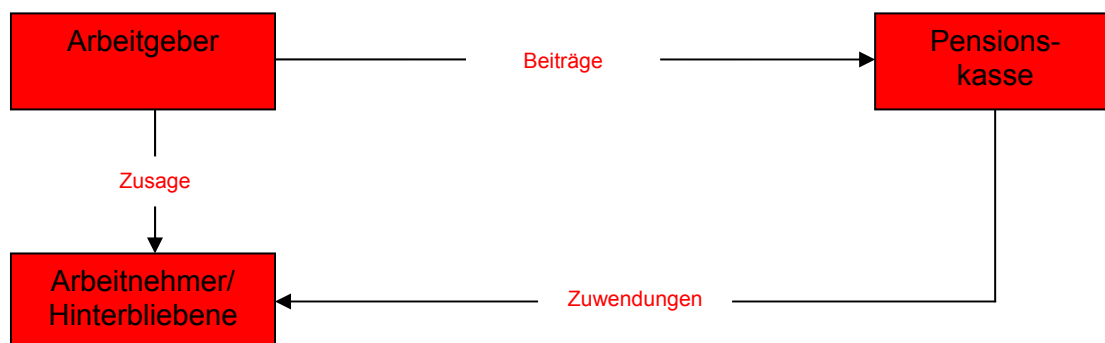 Arbeitgeber
Beiträge
Pensions-
kasse
Zusage
Arbeitnehmer/
Hinterbliebene
Zuwendungen